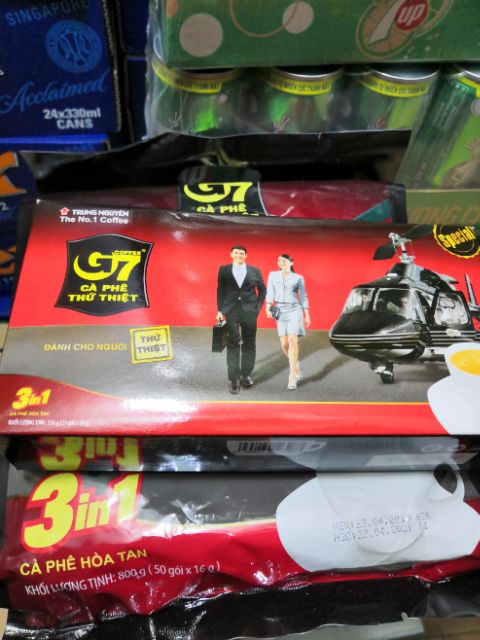 SINGAPORE
Acclaimed
24x330ml
CANS
7up
G7
CÀ PHÊ
TRUNG NGUYÊN
The No.1 Coffee
Special
COFFEE
G7
CÀ PHÊ
THỨ THIỆT
DÀNH CHO NGƯỜI
THỨ
THIỆT
3in1
CÀ PHÊ HÒA TAN
3in1
3in1
CÀ PHÊ HÒA TAN
KHỐI LƯỢNG TỊNH: 800g (50 gói x 16g)